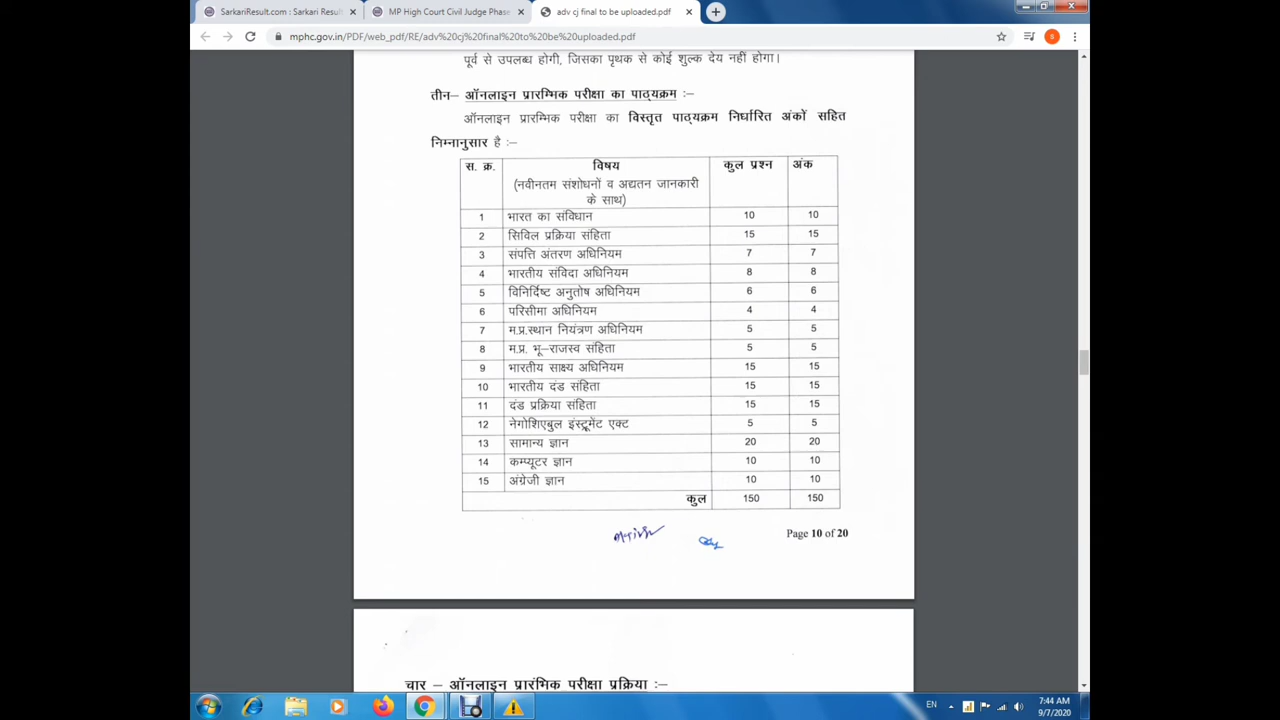 SarkariResult.com : Sarkari Result
MP High Court Civil Judge Phase
adv cj final to be uploaded.pdf
mphc.gov.in/PDF/web_pdf/RE/adv%20cj%20final%20to%20be%20uploaded.pdf
S
पूर्व से उपलब्ध होगी, जिसका पृथक से कोई शुल्क देय नहीं होगा।
तीन– ऑनलाइन प्रारम्भिक परीक्षा का पाठ्यक्रम :–
ऑनलाइन प्रारम्भिक परीक्षा का विस्तृत पाठ्यक्रम निर्धारित अंकों सहित
निम्नानुसार है :–
स. क्र. विषय कुल प्रश्न अंक
(नवीनतम संशोधनों व अद्यतन जानकारी
के साथ)
1 भारत का संविधान 10 10
2 सिविल प्रक्रिया संहिता 15 15
3 संपत्ति अंतरण अधिनियम 7 7
4 भारतीय संविदा अधिनियम 8 8
5 विनिर्दिष्ट अनुतोष अधिनियम 6 6
6 परिसीमा अधिनियम 4 4
7 म.प्र.स्थान नियंत्रण अधिनियम 5 5
8 म.प्र. भू–राजस्व संहिता 5 5
9 भारतीय साक्ष्य अधिनियम 15 15
10 भारतीय दंड संहिता 15 15
11 दंड प्रक्रिया संहिता 15 15
12 नेगोशिएबुल इंस्ट्रूमेंट एक्ट 5 5
13 सामान्य ज्ञान 20 20
14 कम्प्यूटर ज्ञान 10 10
15 अंग्रेजी ज्ञान 10 10
कुल 150 150
Page 10 of 20
चार – ऑनलाइन प्रारंभिक परीक्षा प्रक्रिया :–
EN
7:44 AM
9/7/2020